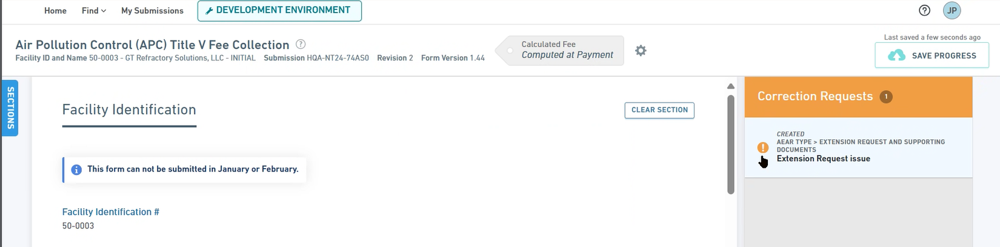 Home Find My Submissions DEVELOPMENT ENVIRONMENT ? JP
Air Pollution Control (APC) Title V Fee Collection ?
Facility ID and Name 50-0003 - GT Refractory Solutions, LLC - INITIAL Submission HQA-NT24-74AS0 Revision 2 Form Version 1.44
Calculated Fee
Computed at Payment
Last saved a few seconds ago
SAVE PROGRESS
SECTIONS
Facility Identification
CLEAR SECTION
This form can not be submitted in January or February.
Facility Identification #
50-0003
Correction Requests 1
CREATED
AEAR TYPE > EXTENSION REQUEST AND SUPPORTING
DOCUMENTS
Extension Request issue